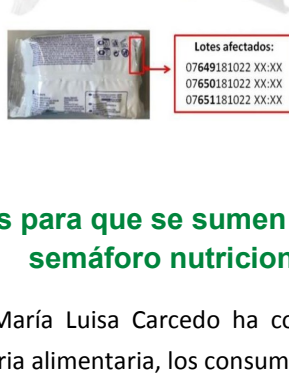 Lotes afectados:
07649181022 XX:XX
07650181022 XX:XX
07651181022 XX:XX
s para que se sumen
semáforo nutricion
María Luisa Carcedo ha co
ria alimentaria, los consum